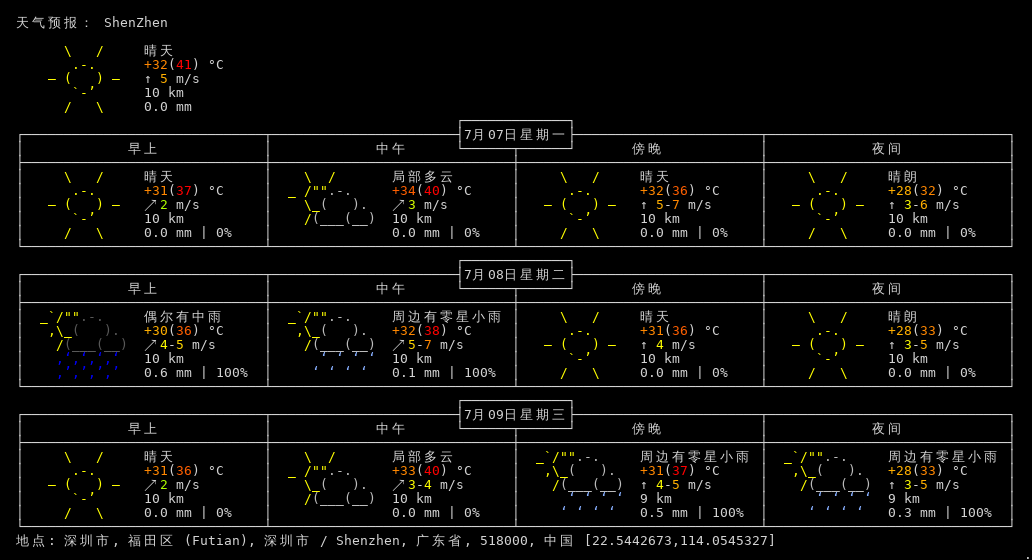 天气预报： ShenZhen
晴天
+32(41) °C
↑ 5 m/s
10 km
0.0 mm
7月07日星期一
早上 中午 傍晚 夜间
晴天 局部多云 晴天 晴朗
+31(37) °C +34(40) °C +32(36) °C +28(32) °C
↗2 m/s ↗3 m/s ↑ 5-7 m/s ↑ 3-6 m/s
10 km 10 km 10 km 10 km
0.0 mm | 0% 0.0 mm | 0% 0.0 mm | 0% 0.0 mm | 0%
7月08日星期二
早上 中午 傍晚 夜间
偶尔有中雨 周边有零星小雨 晴天 晴朗
+30(36) °C +32(38) °C +31(36) °C +28(33) °C
↗4-5 m/s ↗5-7 m/s ↑ 4 m/s ↑ 3-5 m/s
10 km 10 km 10 km 10 km
0.6 mm | 100% 0.1 mm | 100% 0.0 mm | 0% 0.0 mm | 0%
7月09日星期三
早上 中午 傍晚 夜间
晴天 局部多云 周边有零星小雨 周边有零星小雨
+31(36) °C +33(40) °C +31(37) °C +28(33) °C
↗2 m/s ↗3-4 m/s ↑ 4-5 m/s ↑ 3-5 m/s
10 km 10 km 9 km 9 km
0.0 mm | 0% 0.0 mm | 0% 0.5 mm | 100% 0.3 mm | 100%
地点: 深圳市, 福田区 (Futian), 深圳市 / Shenzhen, 广东省, 518000, 中国 [22.5442673,114.0545327]